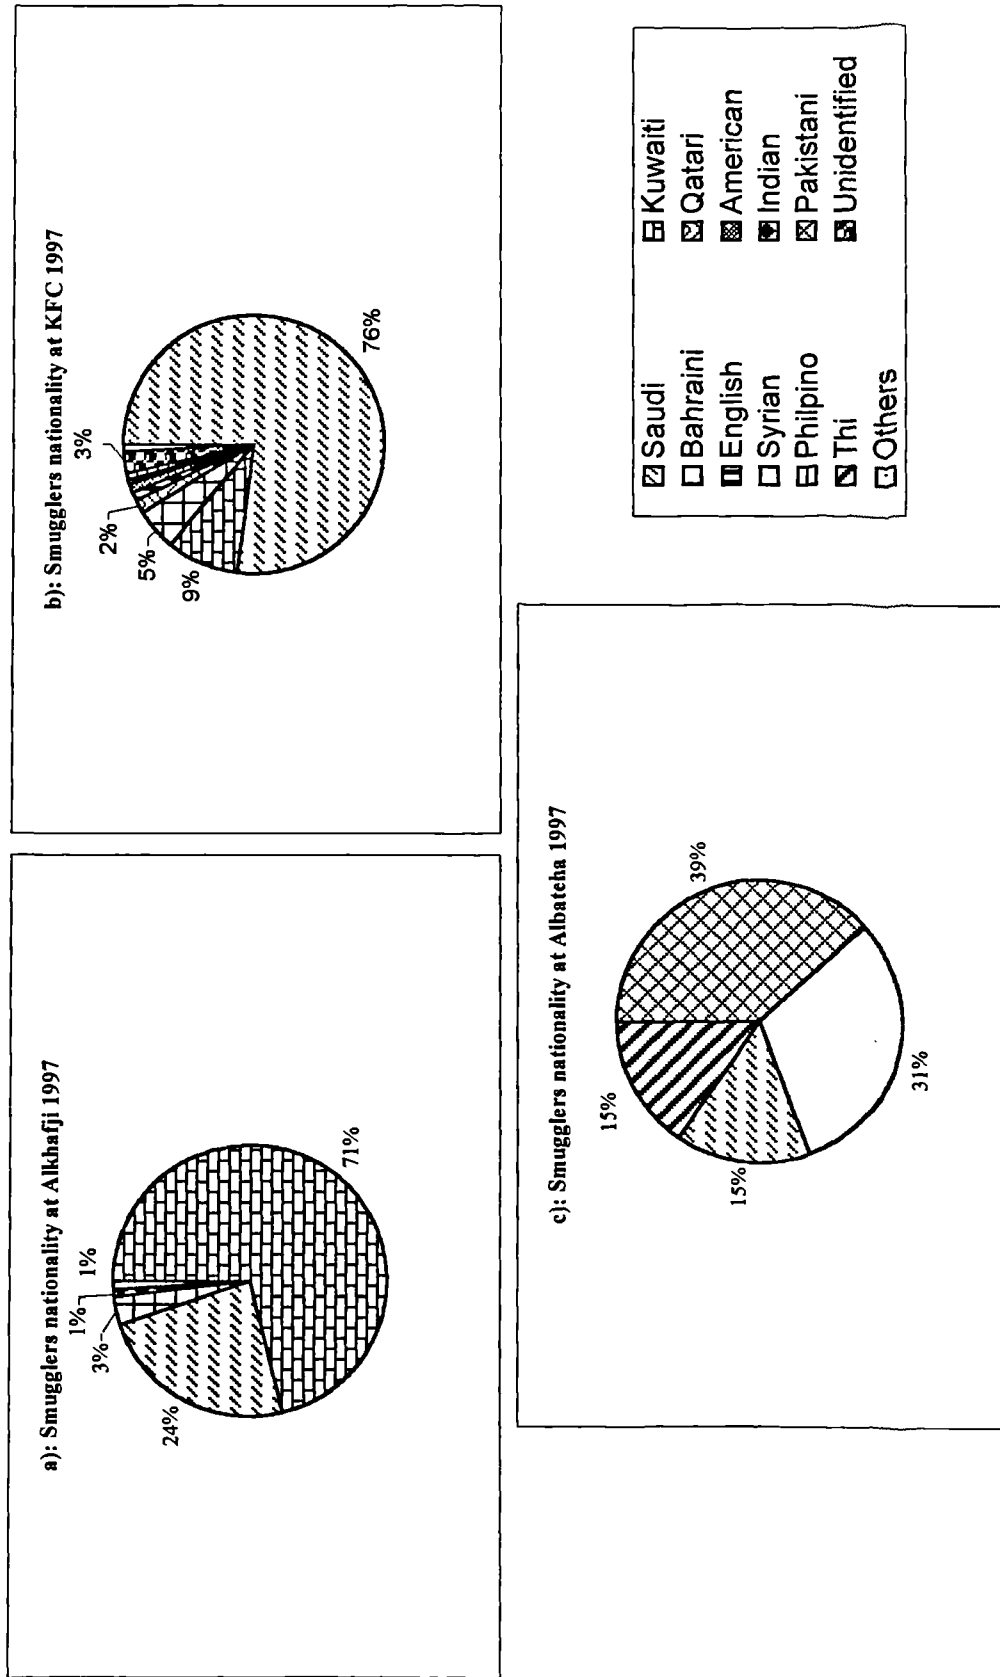 a): Smugglers nationality at Alkhafji 1997
1%
1%
3%
24%
71%
b): Smugglers nationality at KFC 1997
3%
2%
5%
9%
76%
c): Smugglers nationality at Albateha 1997
15%
39%
15%
31%
Saudi
Kuwaiti
Bahraini
Qatari
English
American
Syrian
Indian
Philpino
Pakistani
Thi
Unidentified
Others